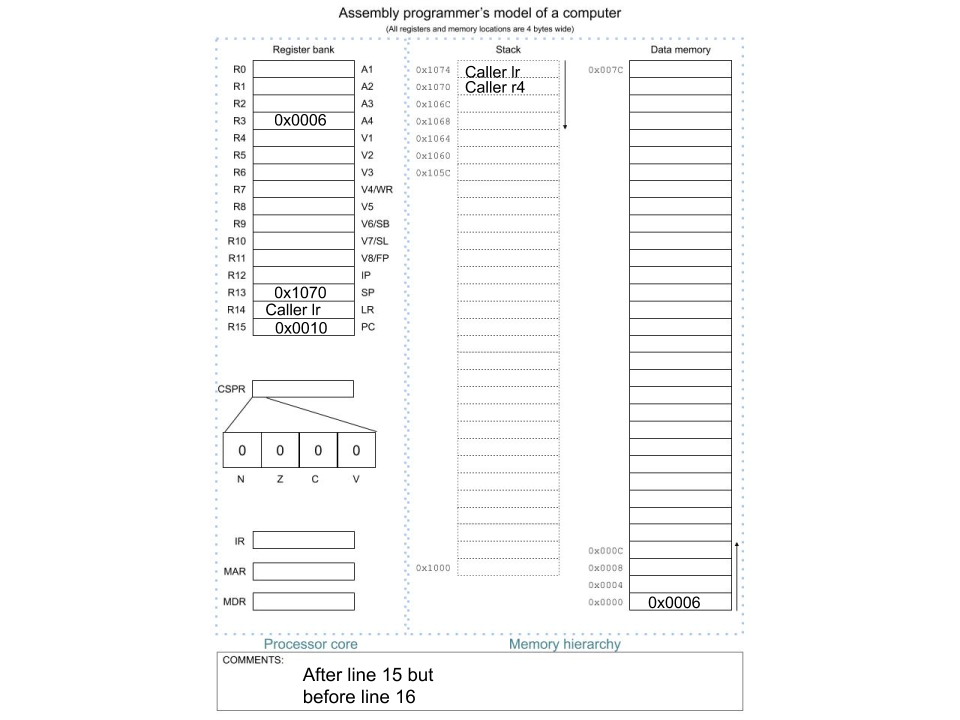 Assembly programmer's model of a computer
(All registers and memory locations are 4 bytes wide)
Register bank
Stack
Data memory
R0 A1
R1 A2
R2 A3
R3 0x0006 A4
R4 V1
R5 V2
R6 V3
R7 V4/WR
R8 V5
R9 V6/SB
R10 V7/SL
R11 V8/FP
R12 IP
R13 0x1070 SP
R14 Caller lr LR
R15 0x0010 PC
CSPR
0 0 0 0
N Z C V
IR
MAR
MDR
0x1074 Caller lr
0x1070 Caller r4
0x106C
0x1068
0x1064
0x1060
0x105C
0x1000
0x007C
0x000C
0x0008
0x0004
0x0000 0x0006
Processor core
Memory hierarchy
COMMENTS:
After line 15 but
before line 16